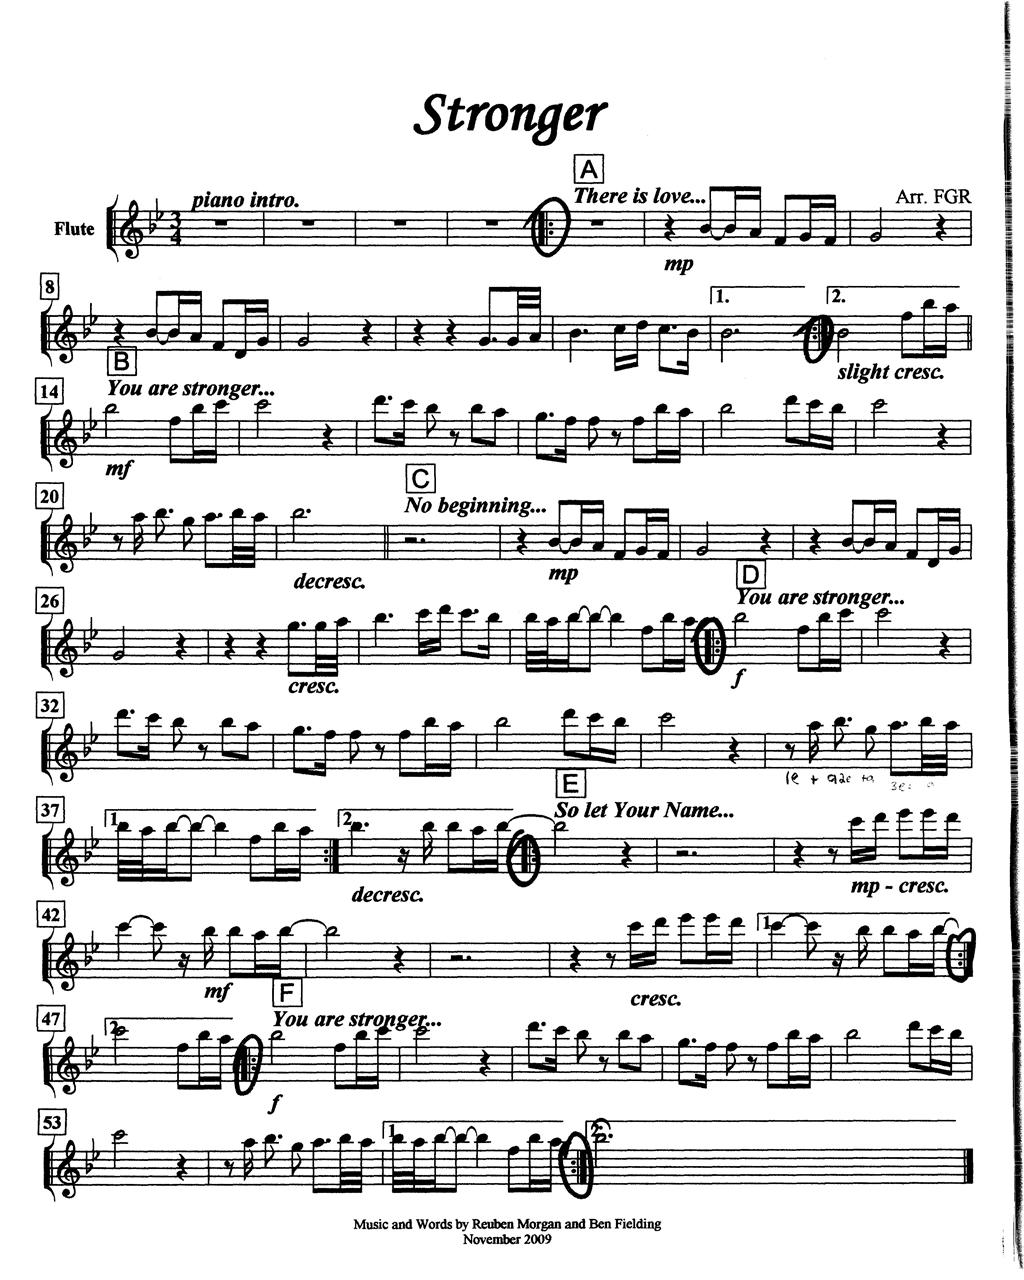 Stronger
A
piano intro.
There is love...
Arr. FGR
Flute
3
4
mp
8
1.
2.
slight cresc.
B
You are stronger...
14
mf
C
No beginning...
20
decresc.
mp
D
You are stronger...
26
cresc.
f
32
E
So let Your Name...
37
1
2
decresc.
mp - cresc.
42
1
mf
cresc.
F
You are stronger...
47
2
f
53
1
2
Music and Words by Reuben Morgan and Ben Fielding
November 2009